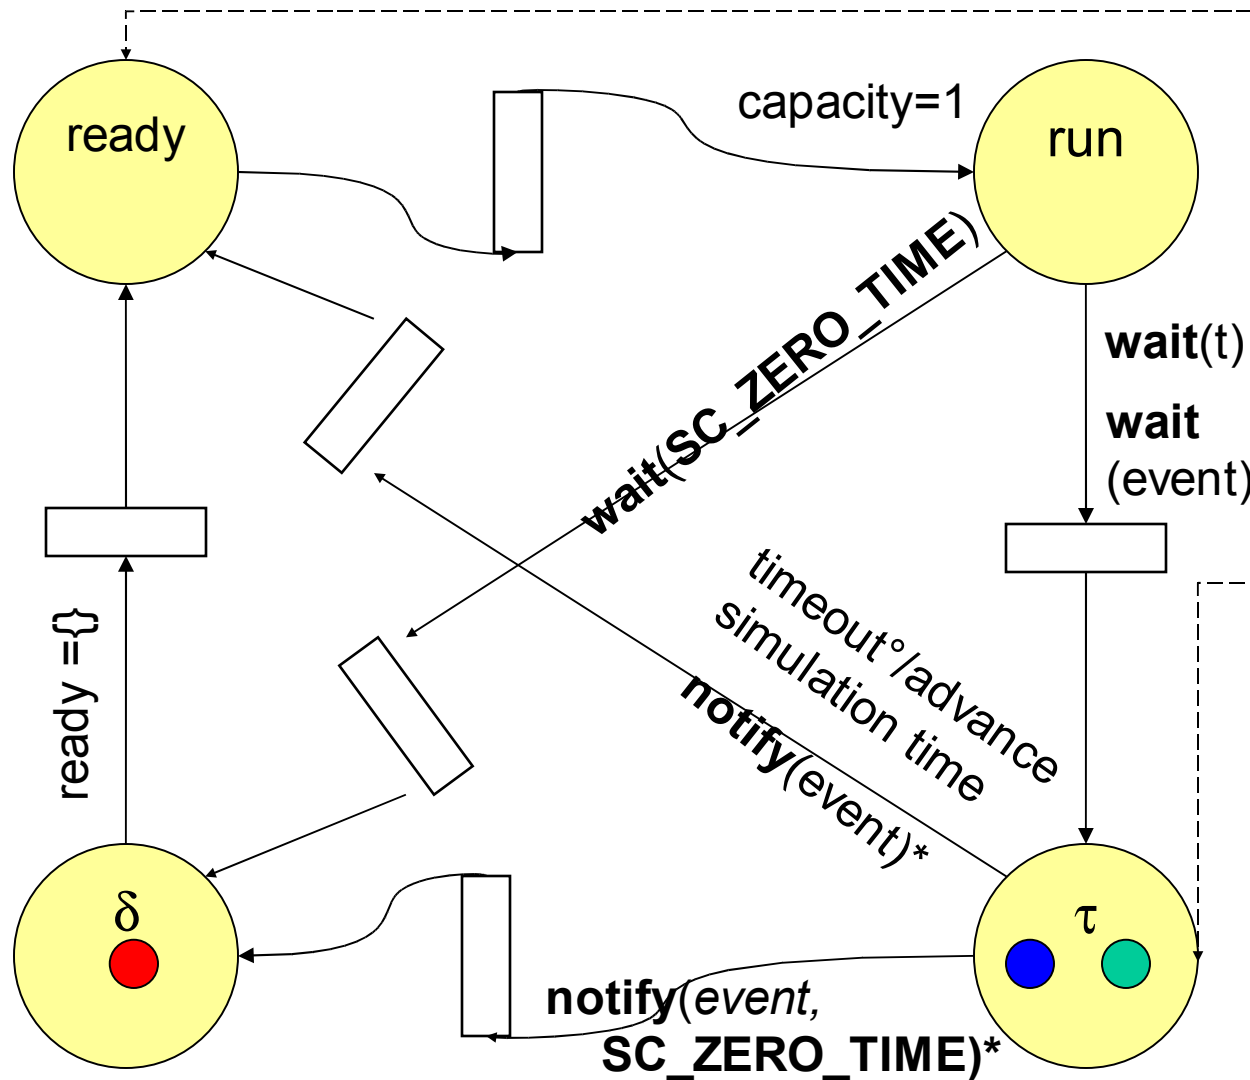 ready
capacity=1
run
wait(SC_ZERO_TIME)
wait(t)
wait
(event)
timeout°/advance
simulation time
notify(event)*
ready ={}
δ
τ
notify(event,
SC_ZERO_TIME)*